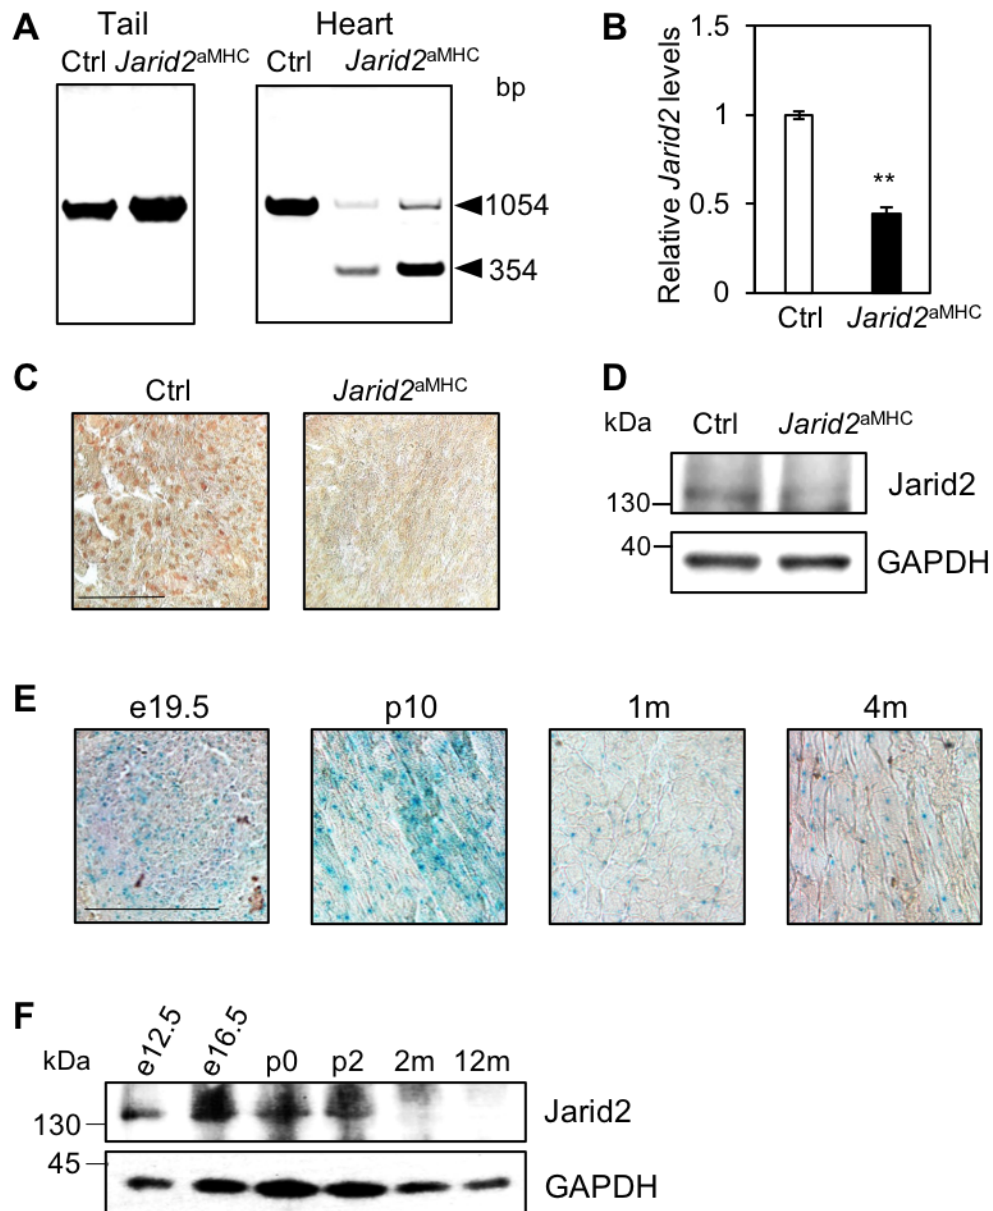 A
Tail
Heart
Ctrl Jarid2aMHC
Ctrl Jarid2aMHC
bp
1054
354
B
Relative Jarid2 levels
1.5
1
0.5
0
**
Ctrl Jarid2aMHC
C
Ctrl
Jarid2aMHC
D
kDa
Ctrl Jarid2aMHC
130
Jarid2
40
GAPDH
E
e19.5
p10
1m
4m
F
kDa
e12.5 e16.5 p0 p2 2m 12m
130
Jarid2
45
GAPDH